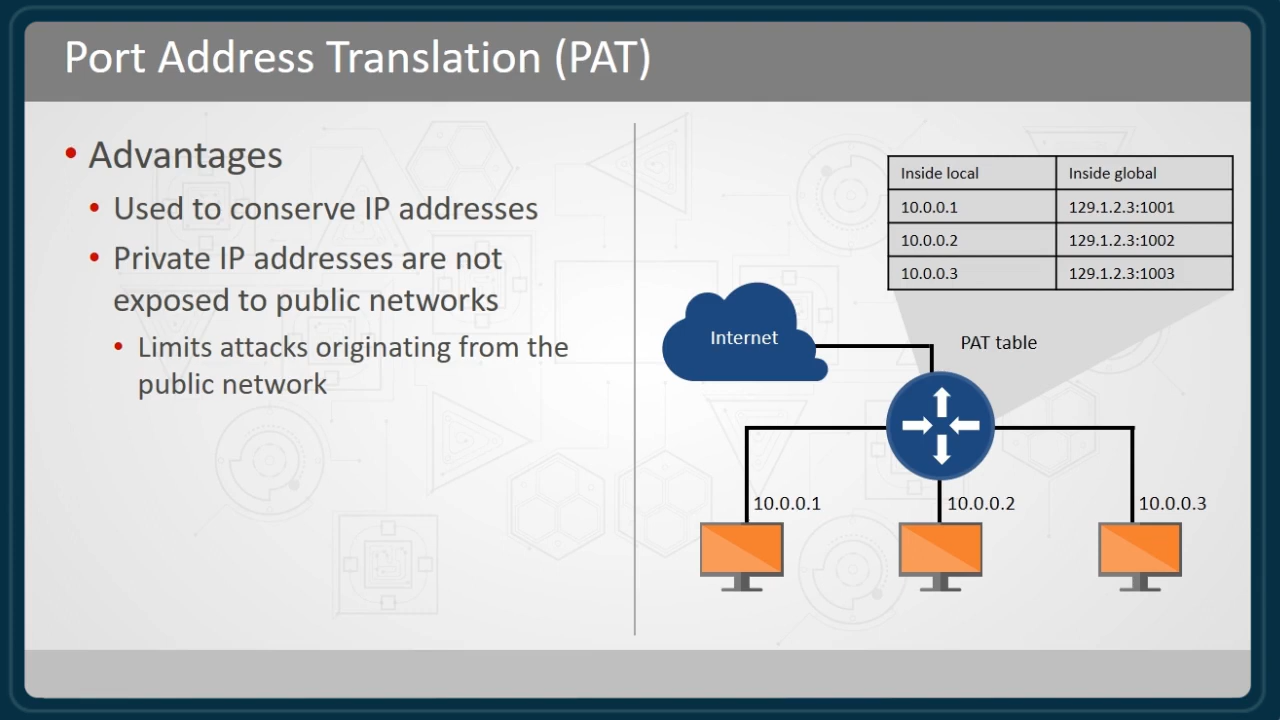 Port Address Translation (PAT)
Advantages
Used to conserve IP addresses
Private IP addresses are not
exposed to public networks
Limits attacks originating from the
public network
Inside local Inside global
10.0.0.1 129.1.2.3:1001
10.0.0.2 129.1.2.3:1002
10.0.0.3 129.1.2.3:1003
Internet
PAT table
10.0.0.1
10.0.0.2
10.0.0.3